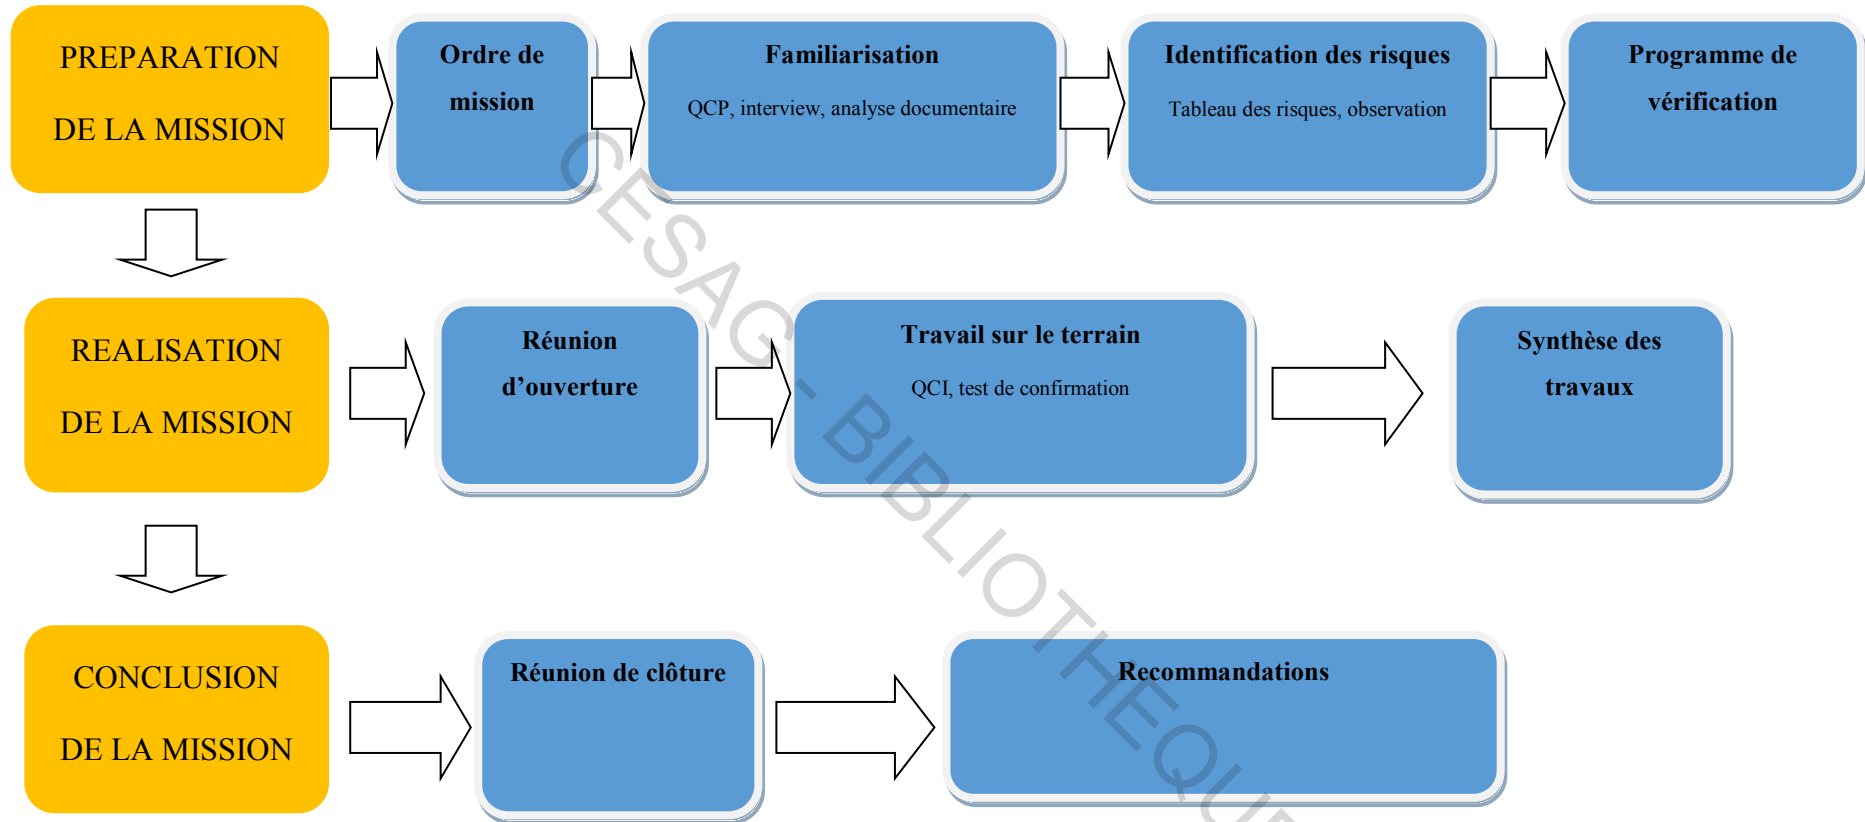 PREPARATION
DE LA MISSION
Ordre de
mission
Familiarisation
QCP, interview, analyse documentaire
Identification des risques
Tableau des risques, observation
Programme de
vérification
REALISATION
DE LA MISSION
Réunion
d’ouverture
Travail sur le terrain
QCI, test de confirmation
Synthèse des
travaux
CONCLUSION
DE LA MISSION
Réunion de clôture
Recommandations
CESAG - BIBLIOTHEQUE